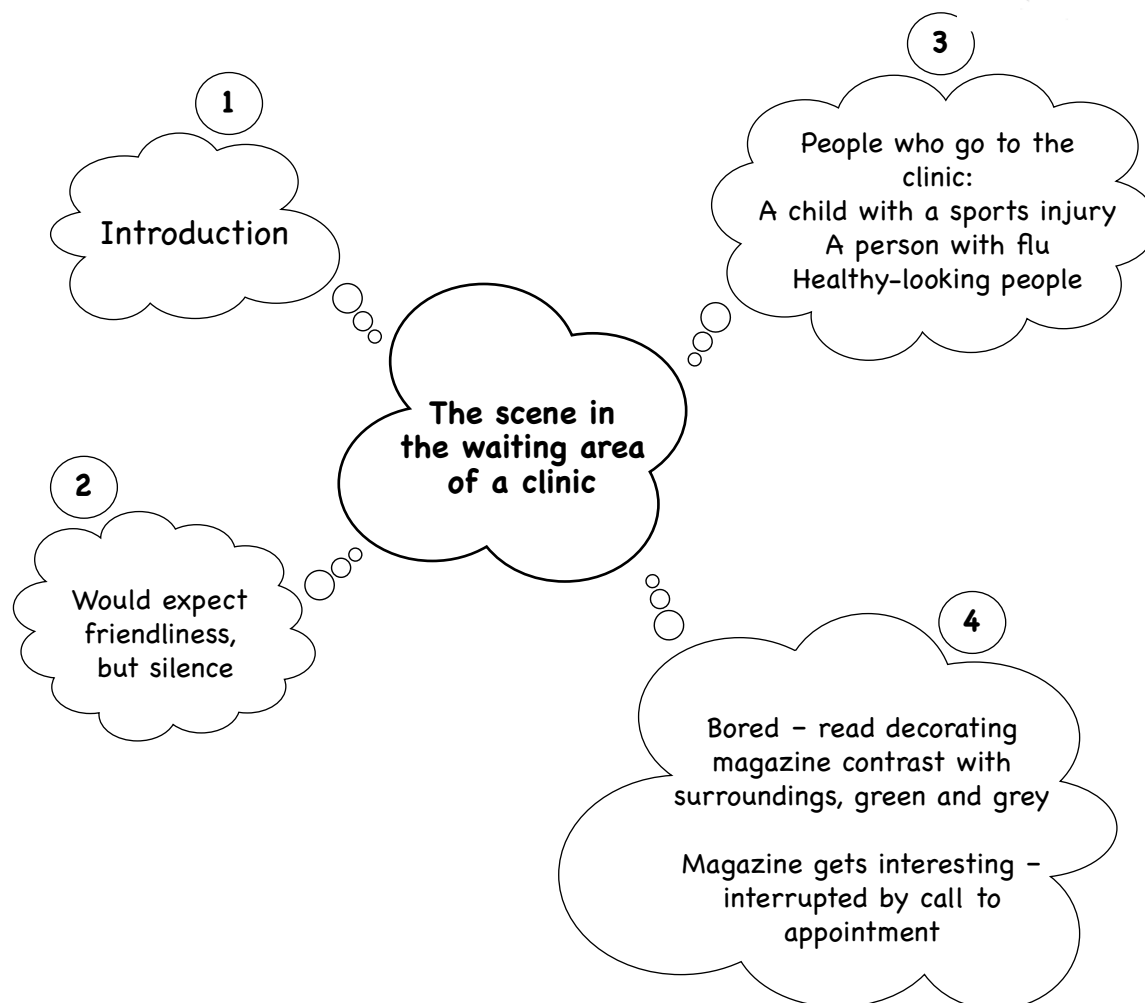 1
Introduction
The scene in
the waiting area
of a clinic
2
Would expect
friendliness,
but silence
3
People who go to the
clinic:
A child with a sports injury
A person with flu
Healthy-looking people
4
Bored – read decorating
magazine contrast with
surroundings, green and grey
Magazine gets interesting –
interrupted by call to
appointment